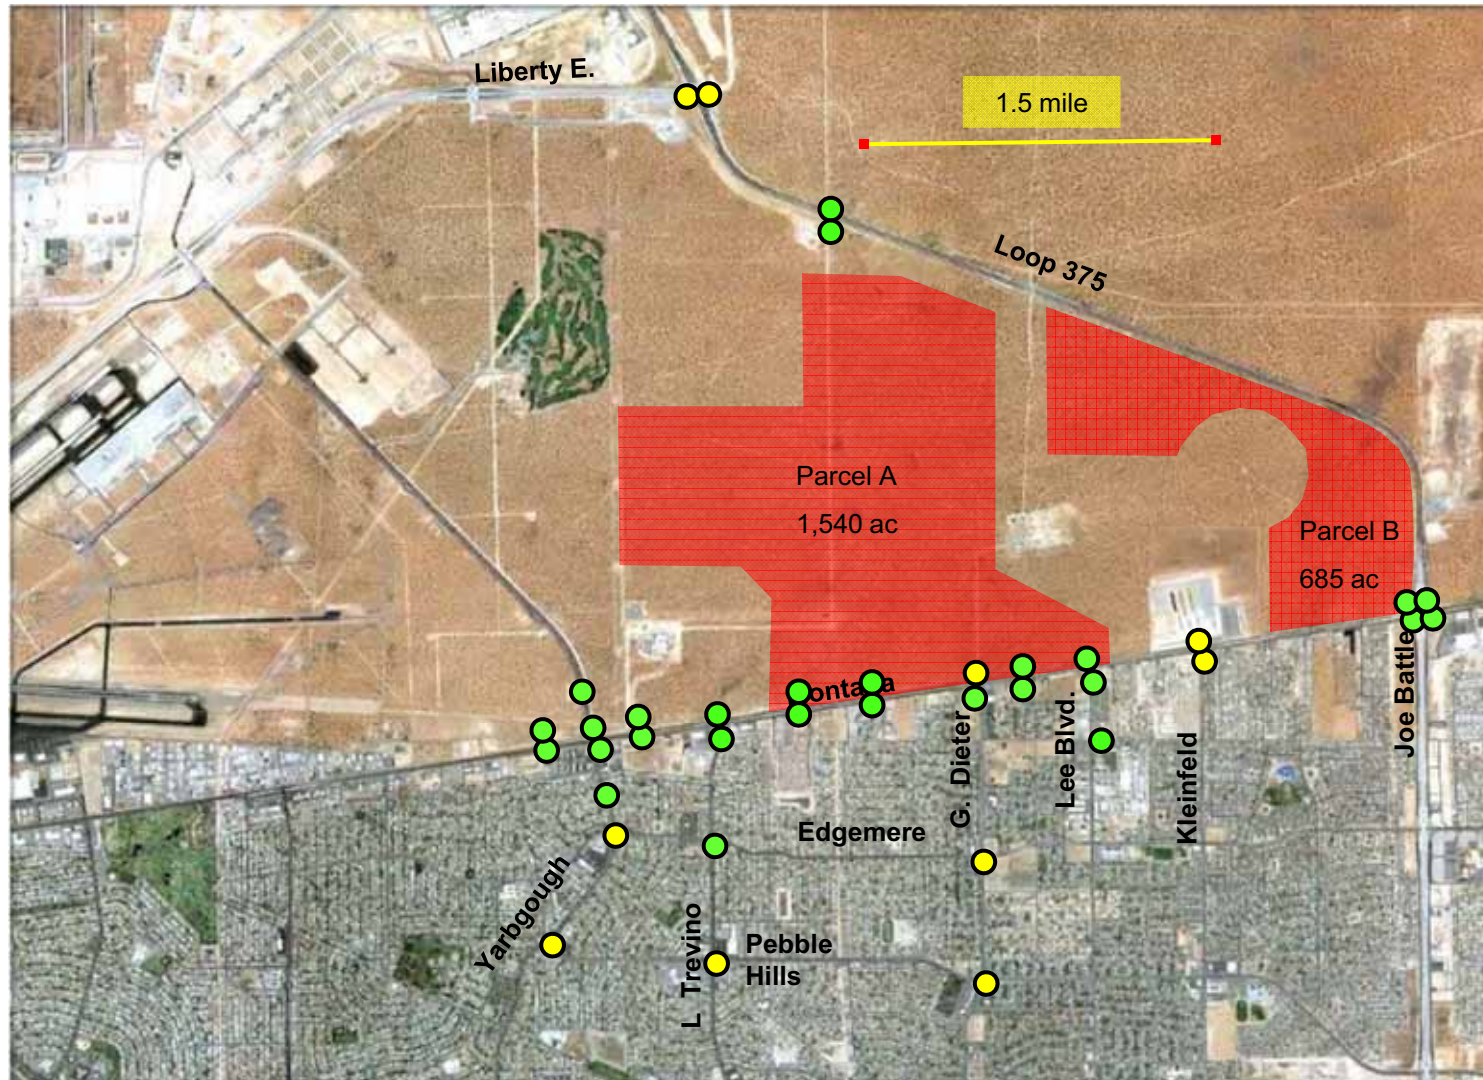 Liberty E.
1.5 mile
Loop 375
Parcel A
1,540 ac
Parcel B
685 ac
ontana
Joe Battle
Lee Blvd.
G. Dieter
Kleinfeld
Edgemere
Yarbgough
L Trevino
Pebble
Hills